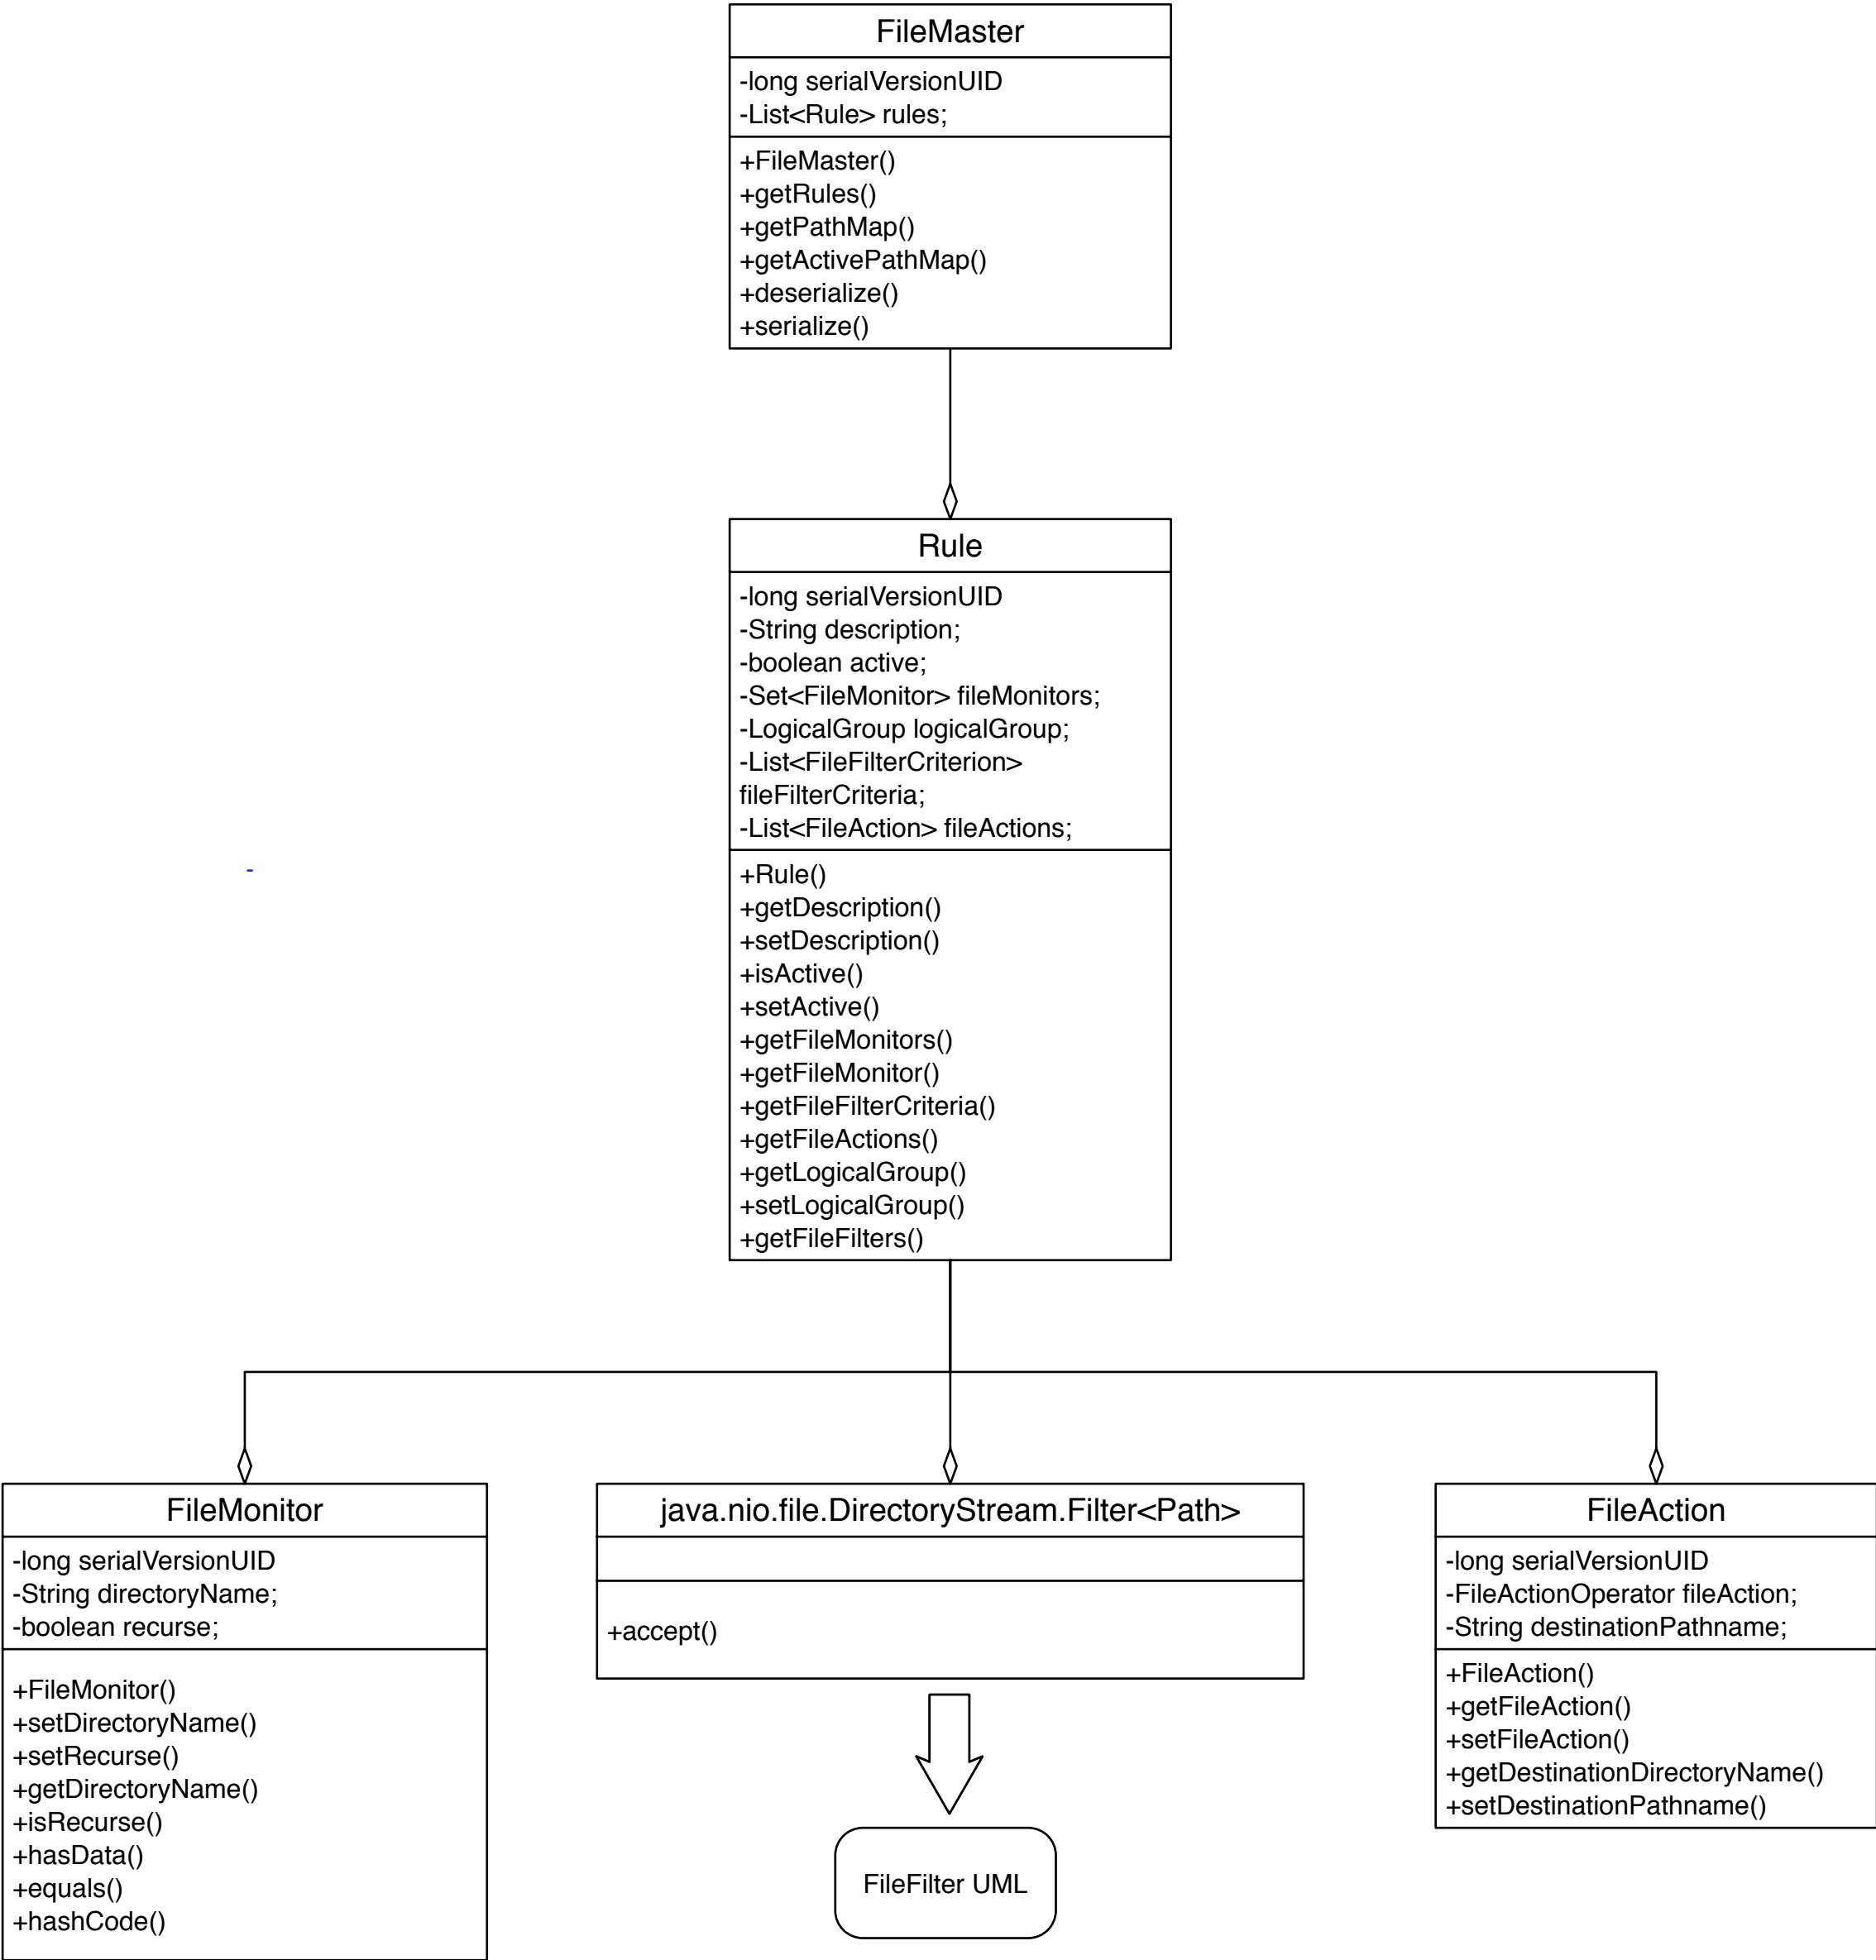 FileMaster
-long serialVersionUID
-List<Rule> rules;
+FileMaster()
+getRules()
+getPathMap()
+getActivePathMap()
+deserialize()
+serialize()
Rule
-long serialVersionUID
-String description;
-boolean active;
-Set<FileMonitor> fileMonitors;
-LogicalGroup logicalGroup;
-List<FileFilterCriterion>
fileFilterCriteria;
-List<FileAction> fileActions;
-
+Rule()
+getDescription()
+setDescription()
+isActive()
+setActive()
+getFileMonitors()
+getFileMonitor()
+getFileFilterCriteria()
+getFileActions()
+getLogicalGroup()
+setLogicalGroup()
+getFileFilters()
FileMonitor
-long serialVersionUID
-String directoryName;
-boolean recurse;
+FileMonitor()
+setDirectoryName()
+setRecurse()
+getDirectoryName()
+isRecurse()
+hasData()
+equals()
+hashCode()
java.nio.file.DirectoryStream.Filter<Path>
+accept()
FileFilter UML
FileAction
-long serialVersionUID
-FileActionOperator fileAction;
-String destinationPathname;
+FileAction()
+getFileAction()
+setFileAction()
+getDestinationDirectoryName()
+setDestinationPathname()